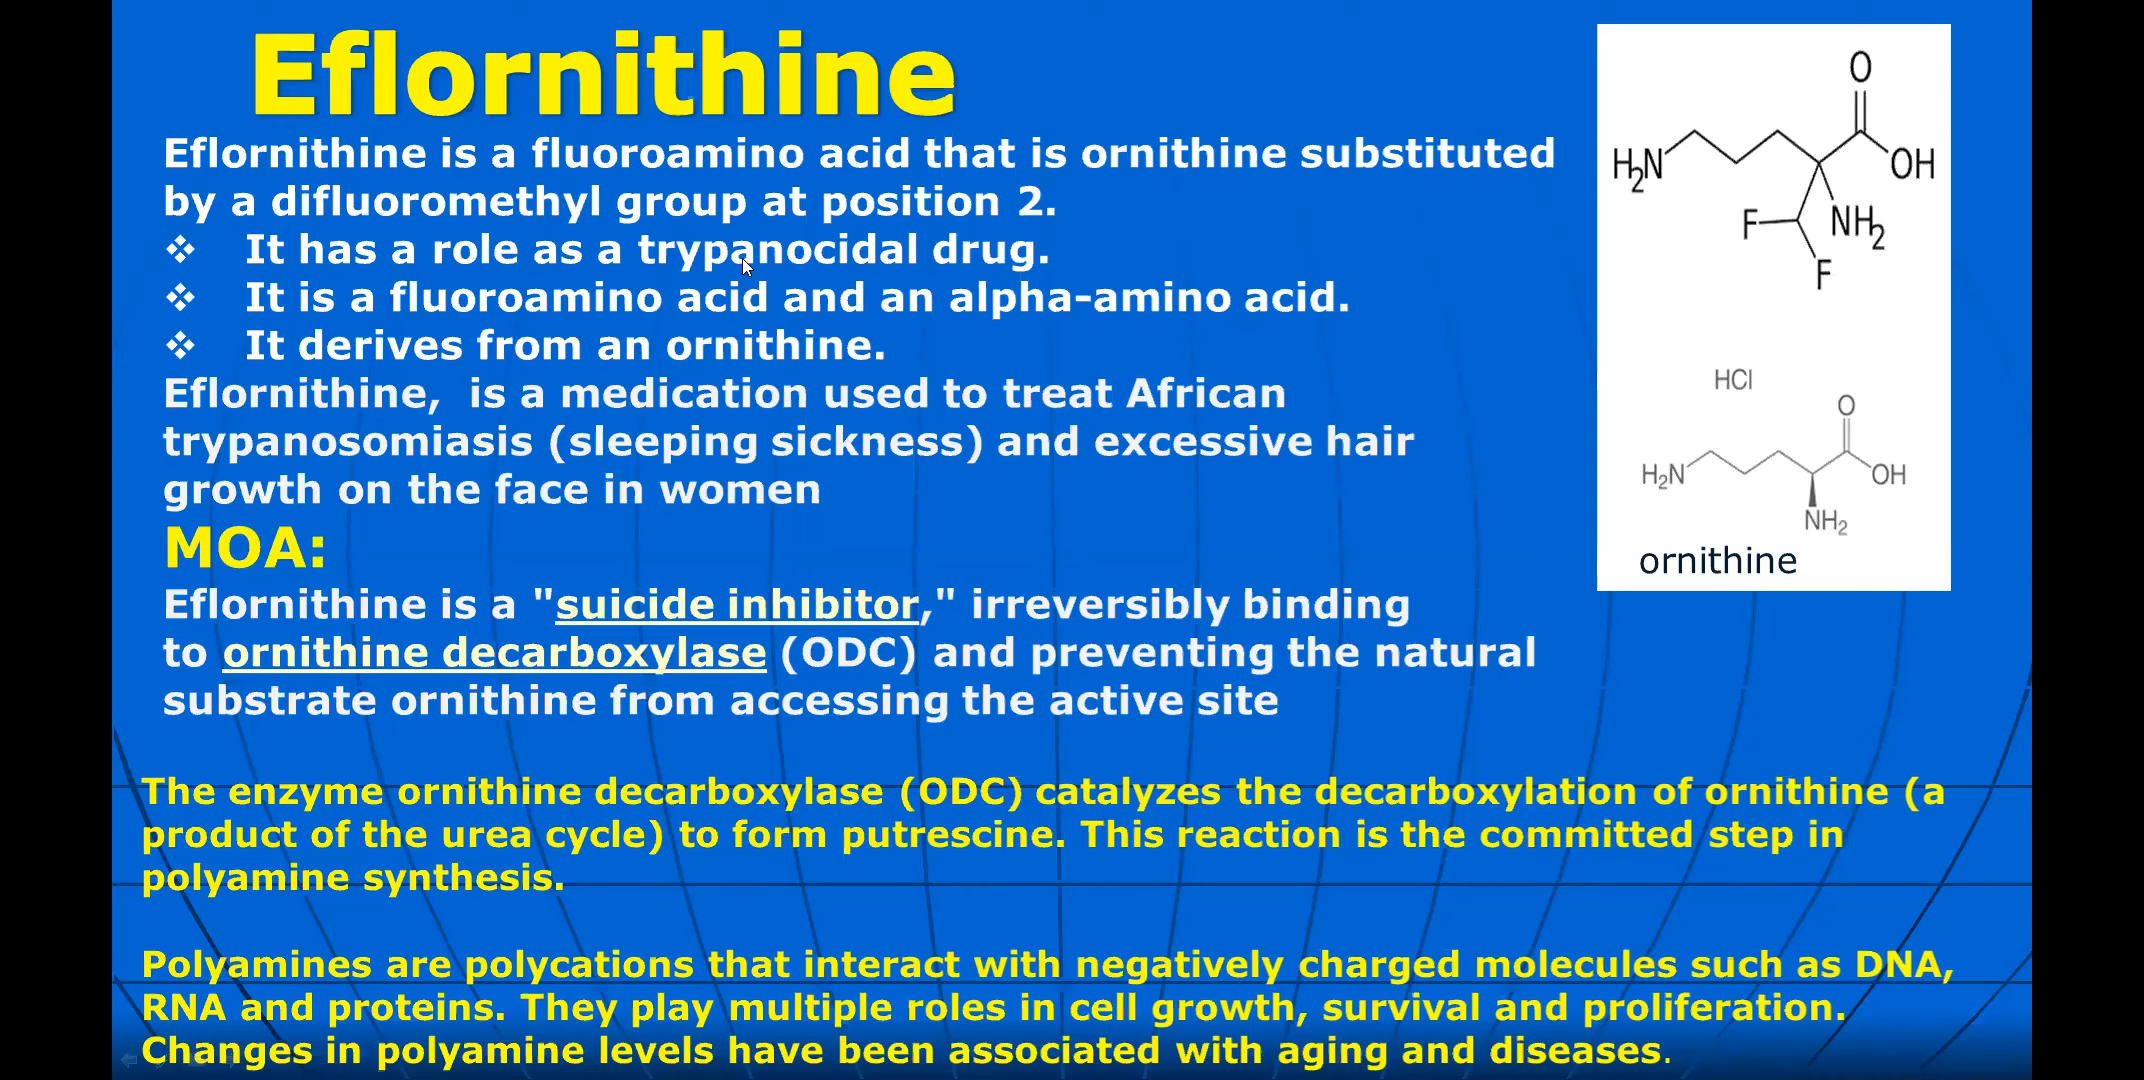 Eflornithine
Eflornithine is a fluoroamino acid that is ornithine substituted
by a difluoromethyl group at position 2.
❖ It has a role as a trypanocidal drug.
❖ It is a fluoroamino acid and an alpha-amino acid.
❖ It derives from an ornithine.
Eflornithine,  is a medication used to treat African
trypanosomiasis (sleeping sickness) and excessive hair
growth on the face in women
MOA:
Eflornithine is a "suicide inhibitor," irreversibly binding
to ornithine decarboxylase (ODC) and preventing the natural
substrate ornithine from accessing the active site
The enzyme ornithine decarboxylase (ODC) catalyzes the decarboxylation of ornithine (a
product of the urea cycle) to form putrescine. This reaction is the committed step in
polyamine synthesis.
Polyamines are polycations that interact with negatively charged molecules such as DNA,
RNA and proteins. They play multiple roles in cell growth, survival and proliferation.
Changes in polyamine levels have been associated with aging and diseases.
O
H₂N
OH
F
NH₂
F
HCl
O
H₂N
OH
NH₂
ornithine